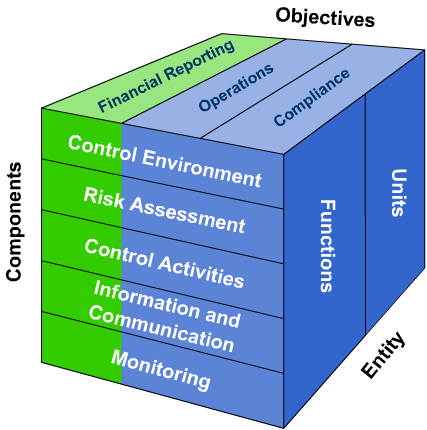 Objectives
Financial Reporting
Operations
Compliance
Components
Control Environment
Risk Assessment
Control Activities
Information and
Communication
Monitoring
Functions
Units
Entity